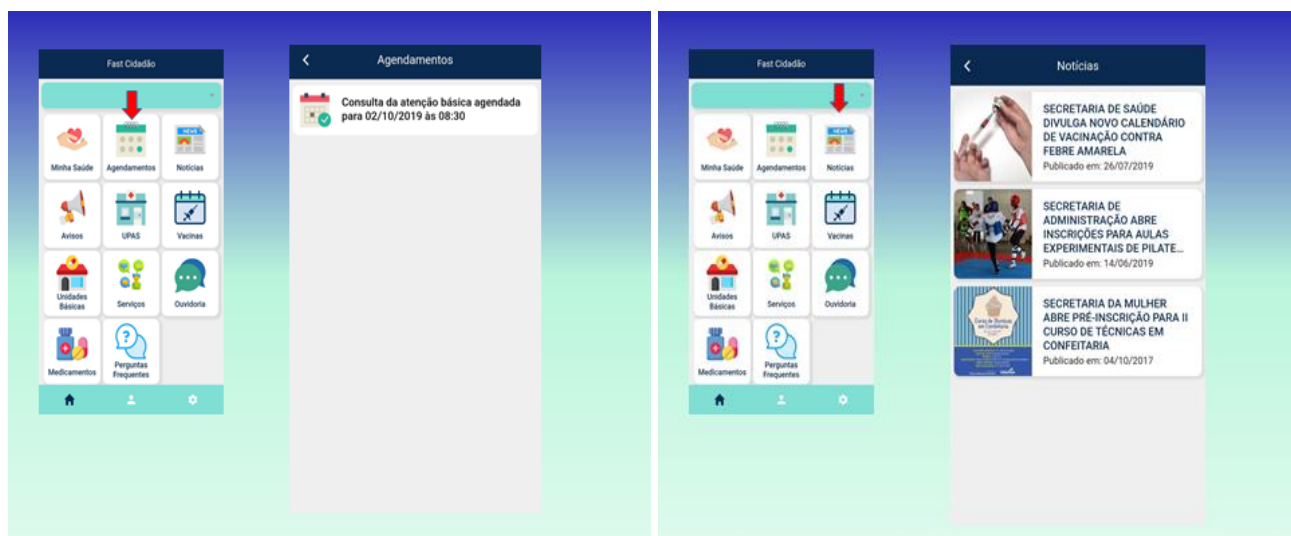 Fast Cidadão
Minha Saúde
Agendamentos
Notícias
Avisos
UPAS
Vacinas
Unidades
Básicas
Serviços
Ouvidoria
Medicamentos
Perguntas
Frequentes
Agendamentos
Consulta da atenção básica agendada
para 02/10/2019 às 08:30
Fast Cidadão
Minha Saúde
Agendamentos
Notícias
Avisos
UPAS
Vacinas
Unidades
Básicas
Serviços
Ouvidoria
Medicamentos
Perguntas
Frequentes
Notícias
SECRETARIA DE SAÚDE
DIVULGA NOVO CALENDÁRIO
DE VACINAÇÃO CONTRA
FEBRE AMARELA
Publicado em: 26/07/2019
SECRETARIA DE
ADMINISTRAÇÃO ABRE
INSCRIÇÕES PARA AULAS
EXPERIMENTAIS DE PILATE...
Publicado em: 14/06/2019
Curso de Técnicas
em Confeitaria
SECRETARIA DA MULHER
ABRE PRÉ-INSCRIÇÃO PARA II
CURSO DE TÉCNICAS EM
CONFEITARIA
Publicado em: 04/10/2017